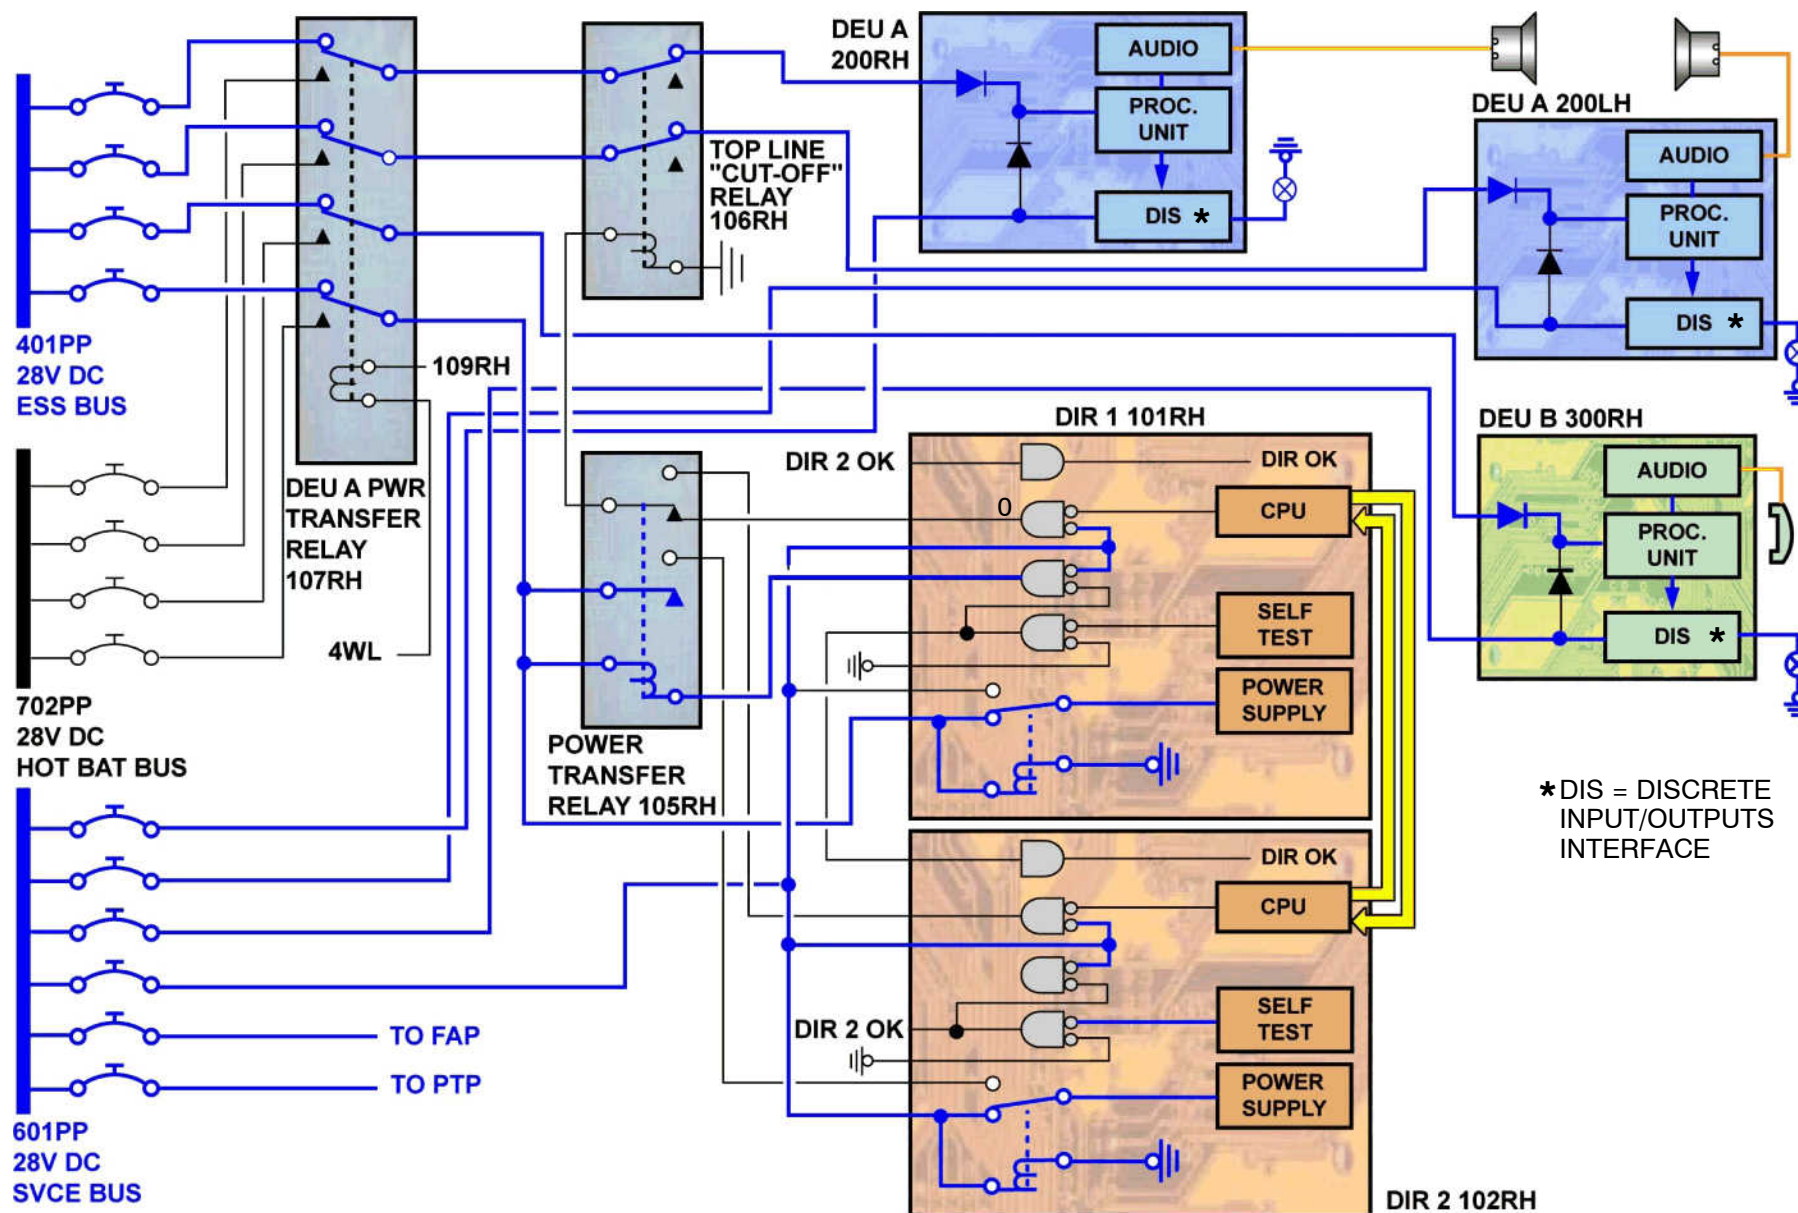 DEU A
200RH
AUDIO
PROC.
UNIT
DIS *
TOP LINE
"CUT-OFF"
RELAY
106RH
DEU A 200LH
AUDIO
PROC.
UNIT
DIS *
401PP
28V DC
ESS BUS
109RH
DEU A PWR
TRANSFER
RELAY
107RH
4WL
702PP
28V DC
HOT BAT BUS
POWER
TRANSFER
RELAY 105RH
DIR 1 101RH
DIR 2 OK
DIR OK
0
CPU
SELF
TEST
POWER
SUPPLY
DEU B 300RH
AUDIO
PROC.
UNIT
DIS *
* DIS = DISCRETE
INPUT/OUTPUTS
INTERFACE
DIR OK
CPU
DIR 2 OK
SELF
TEST
POWER
SUPPLY
DIR 2 102RH
TO FAP
TO PTP
601PP
28V DC
SVCE BUS